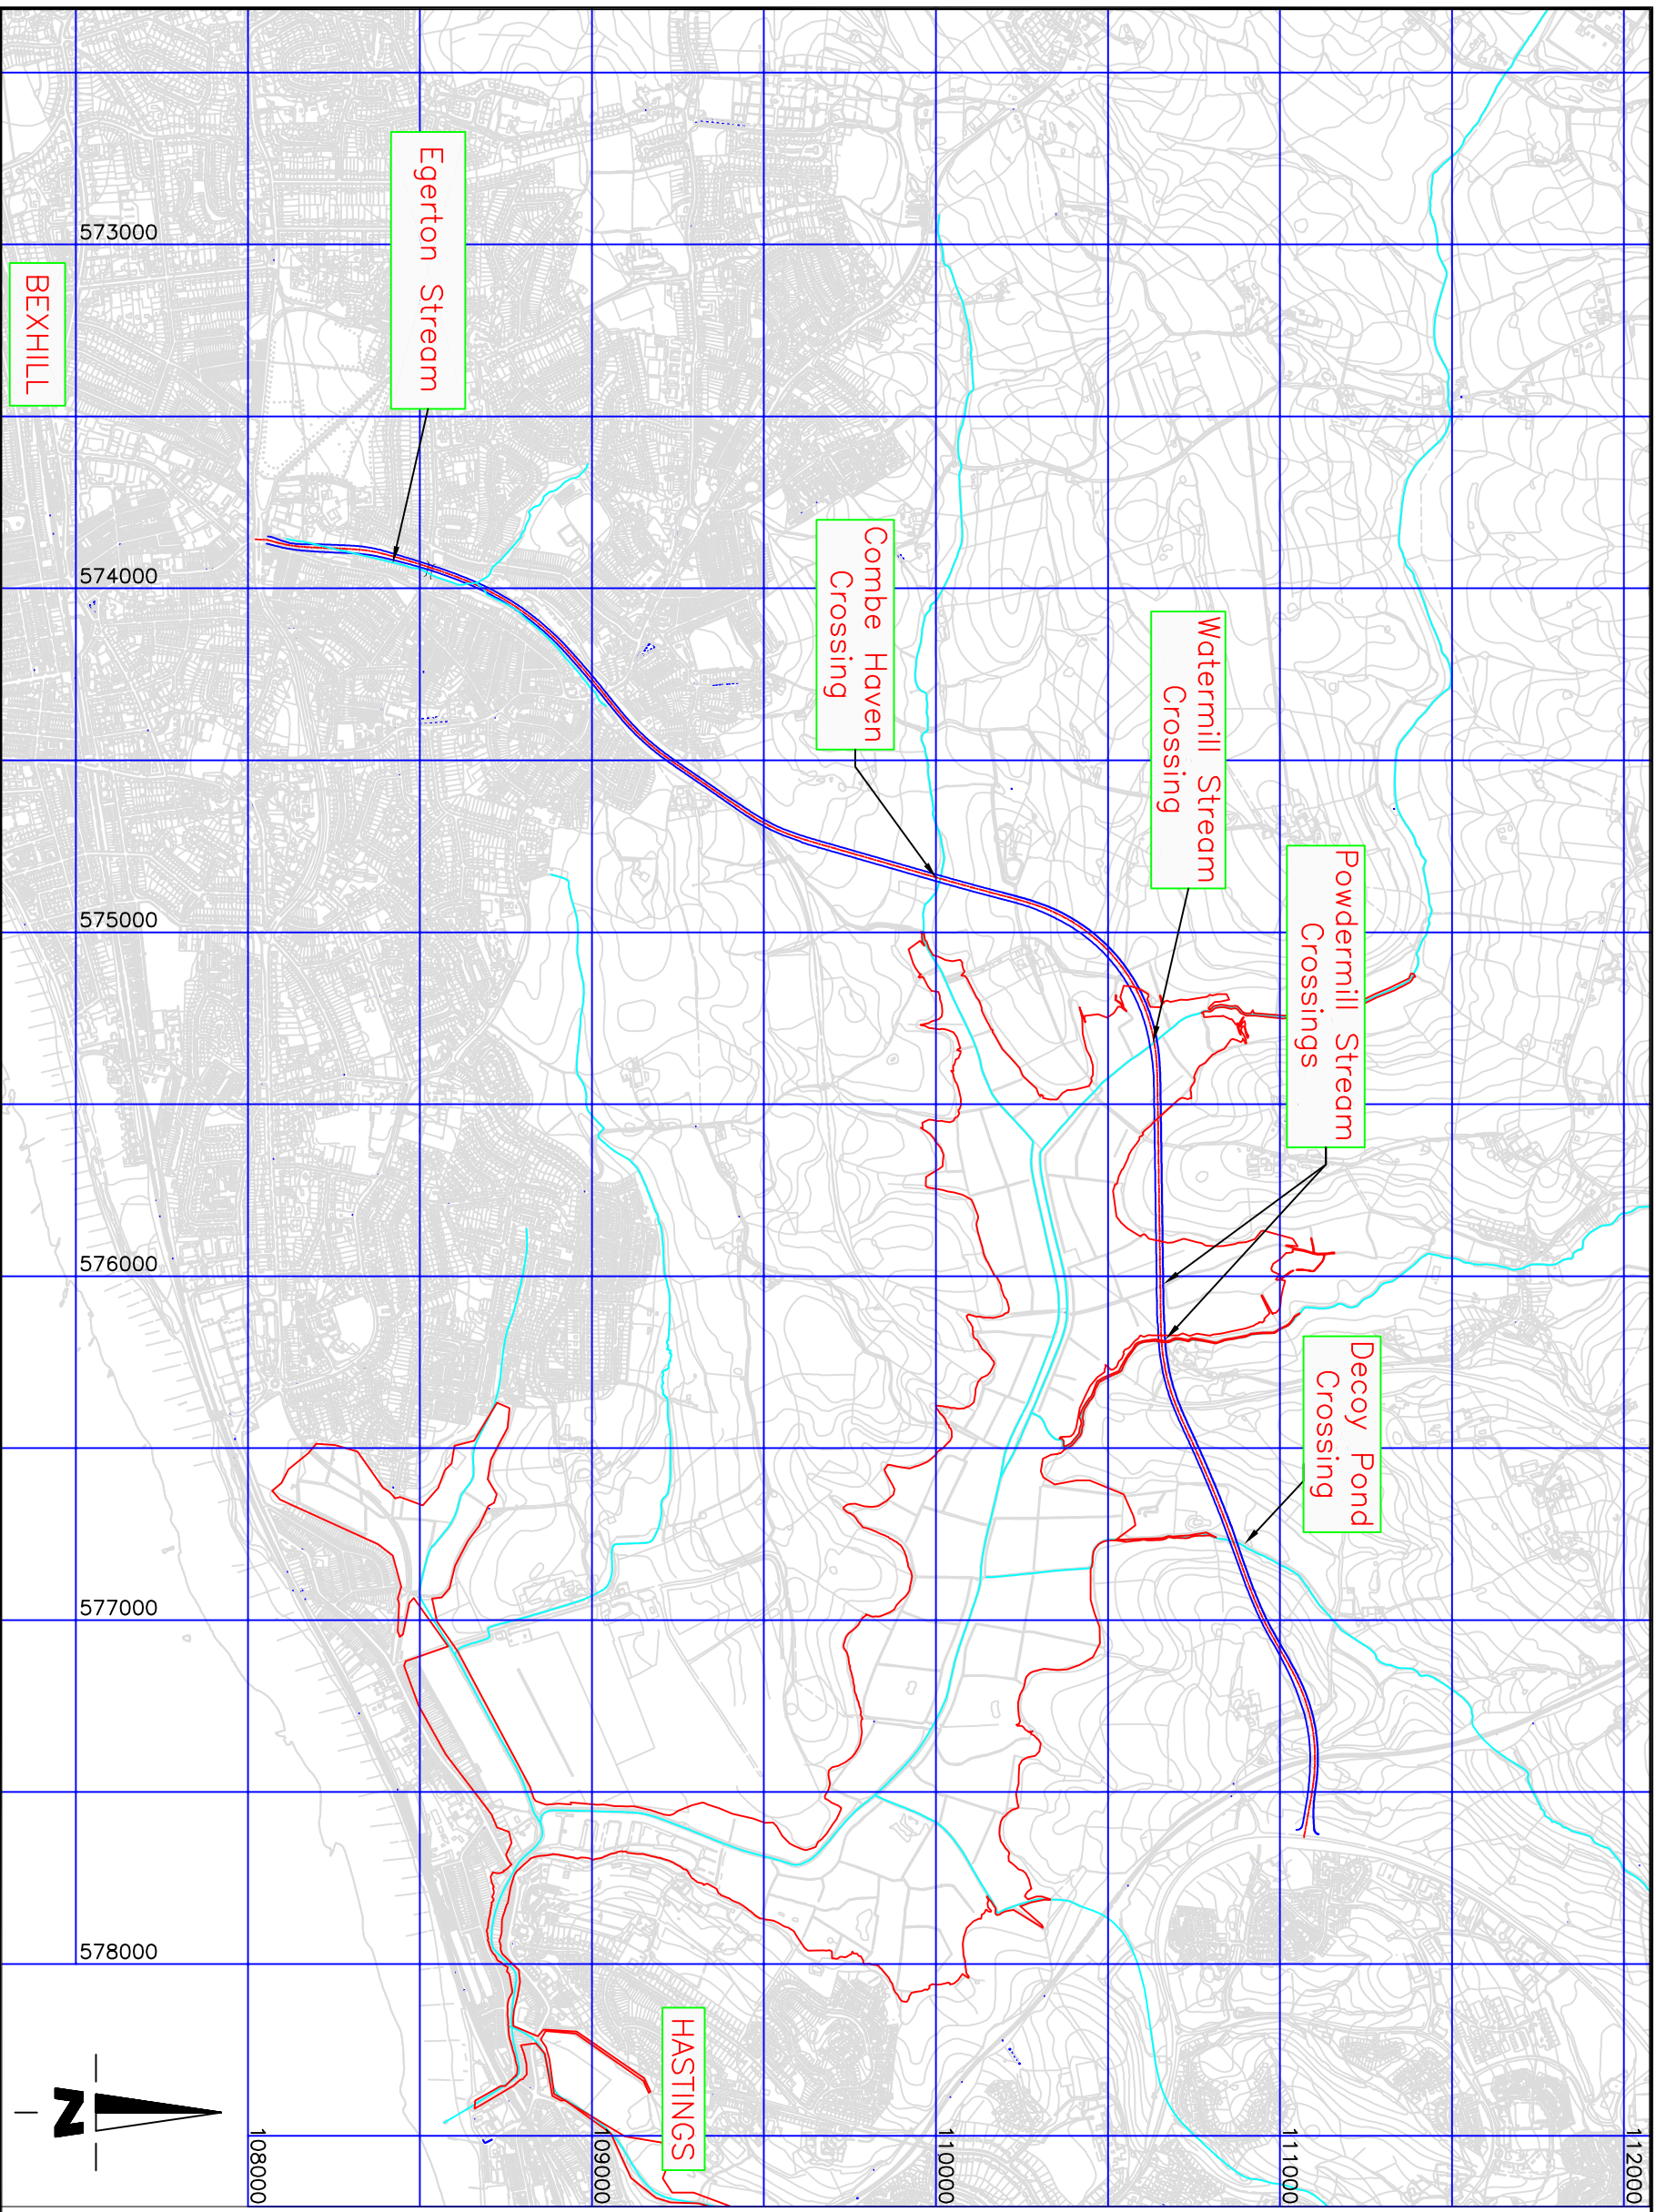 Powdermill Stream
Crossings
Decoy Pond
Crossing
Watermill Stream
Crossing
Combe Haven
Crossing
Egerton Stream
HASTINGS
BEXHILL
573000
574000
575000
576000
577000
578000
112000
111000
110000
109000
108000
N